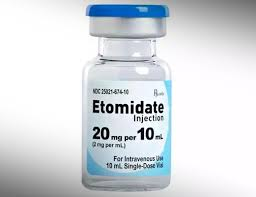 NDC 25021-674-10
Etomidate
Injection
20 mg per 10 mL
(2 mg per mL)
For Intravenous Use
10 mL Single-Dose Vial